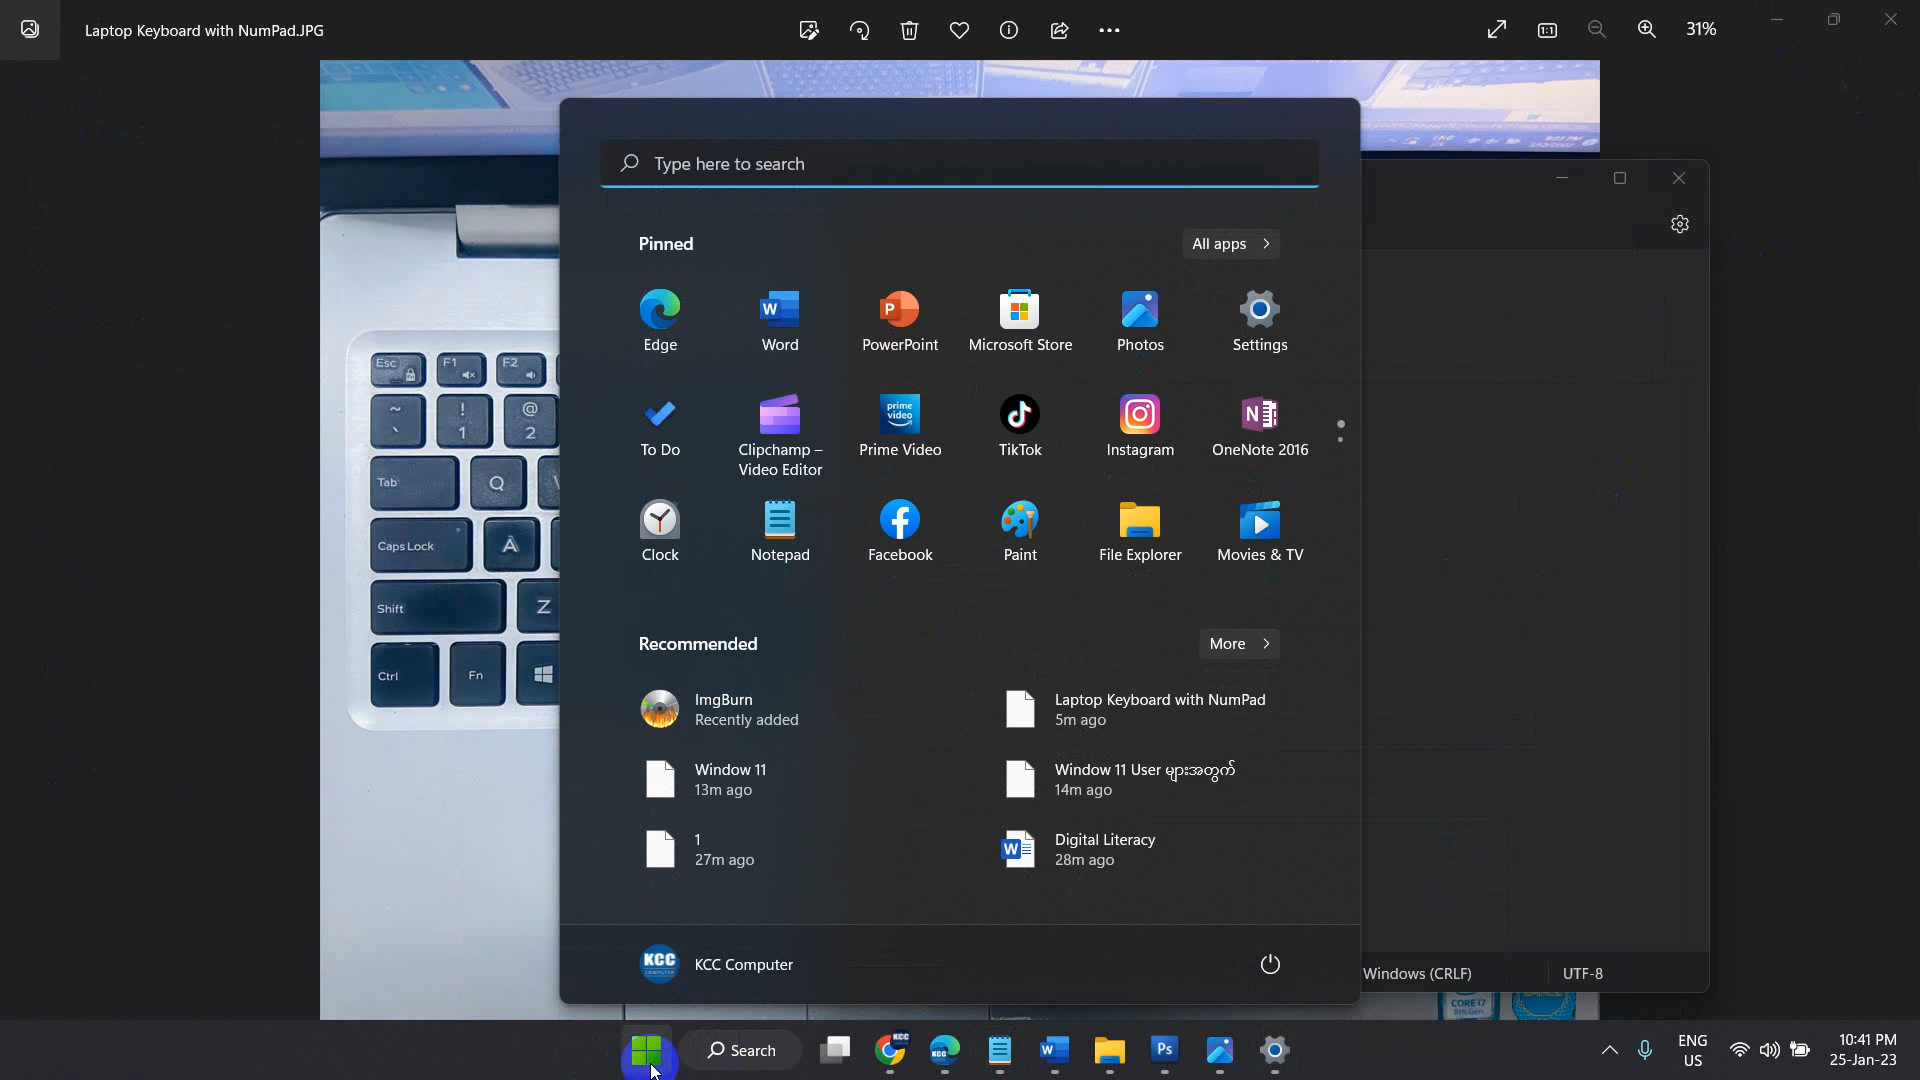 Laptop Keyboard with NumPad.JPG
31%
Type here to search
Pinned
All apps
Edge
Word
PowerPoint
Microsoft Store
Photos
Settings
To Do
Clipchamp –
Video Editor
Prime Video
TikTok
Instagram
OneNote 2016
Clock
Notepad
Facebook
Paint
File Explorer
Movies & TV
Recommended
More
ImgBurn
Recently added
Laptop Keyboard with NumPad
5m ago
Window 11
13m ago
Window 11 User များအတွက်
14m ago
1
27m ago
Digital Literacy
28m ago
KCC Computer
Esc
F1
F2
~
`
!
1
@
2
Tab
Q
Caps Lock
A
Shift
Z
Ctrl
Fn
Windows (CRLF)
UTF-8
CORE i7
Search
ENG
US
10:41 PM
25-Jan-23